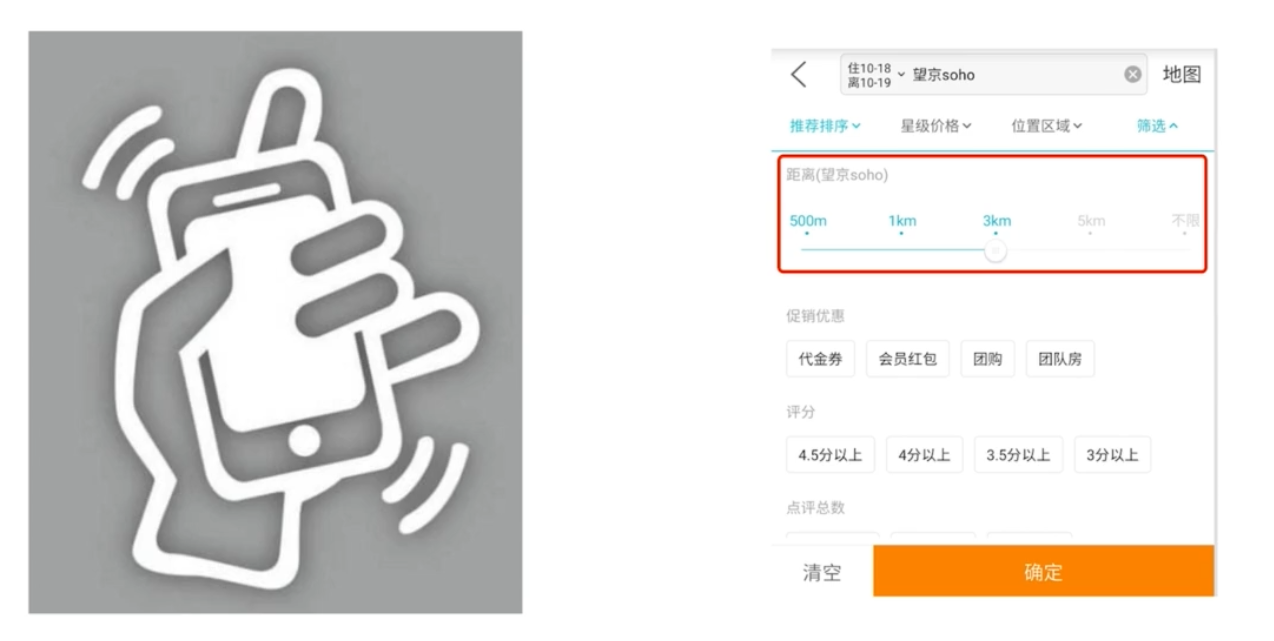 住10-18
离10-19
望京soho
地图
推荐排序 星级价格 位置区域 筛选
距离(望京soho)
500m 1km 3km 5km 不限
促销优惠
代金券 会员红包 团购 团队房
评分
4.5分以上 4分以上 3.5分以上 3分以上
点评总数
清空 确定